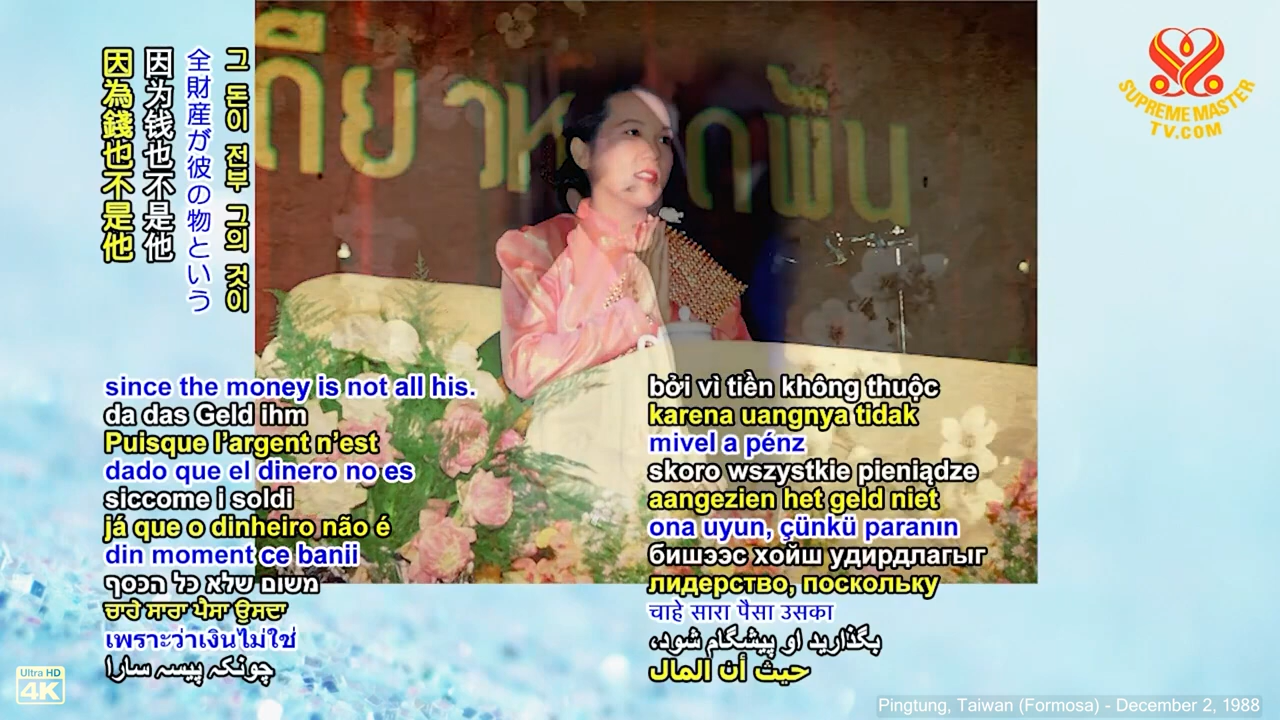 因為錢也不是他
因为钱也不是他
全財産が彼の物という
그 돈이 전부 그의 것이
SUPREME MASTER
TV.COM
since the money is not all his.
da das Geld ihm
Puisque l’argent n’est
dado que el dinero no es
siccome i soldi
já que o dinheiro não é
din moment ce banii
משום שלא כל הכסף
ਚਾਹੇ ਸਾਰਾ ਪੈਸਾ ਉਸਦਾ
เพราะว่าเงินไม่ใช่
چونکہ پیسہ سارا
bởi vì tiền không thuộc
karena uangnya tidak
mivel a pénz
skoro wszystkie pieniądze
aangezien het geld niet
ona uyun, çünkü paranın
бишээс хойш удирдлагыг
лидерство, поскольку
चाहे सारा पैसा उसका
بگذارید او پیشگام شود،
حيث أن المال
Ultra HD
4K
Pingtung, Taiwan (Formosa) - December 2, 1988